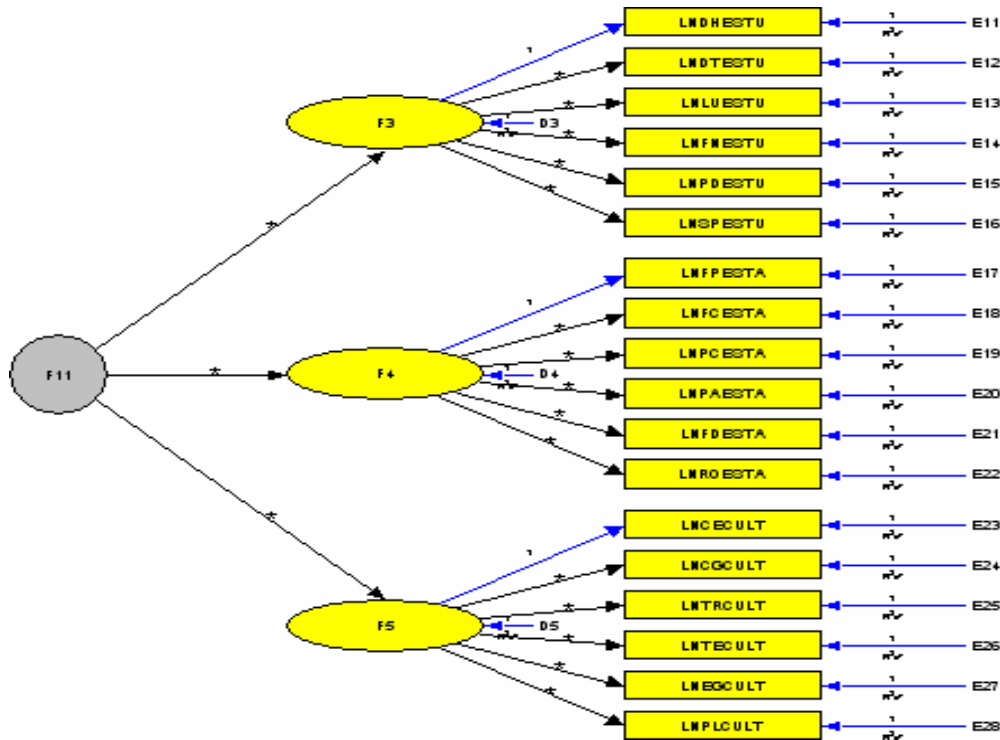 LNDHESTU
E11
LNDTESTU
E12
LNLUESTU
E13
F3
D3
LNFNESTU
E14
LNPDESTU
E15
LNSPESTU
E16
LNFPESTA
E17
LNFCESTA
E18
LNPCESTA
E19
F11
F4
D4
LNPAESTA
E20
LNFDESTA
E21
LNROESTA
E22
LNCECULT
E23
LNCGCULT
E24
LNTRCULT
E25
F5
D5
LNTECULT
E26
LNEGCULT
E27
LNPLCULT
E28